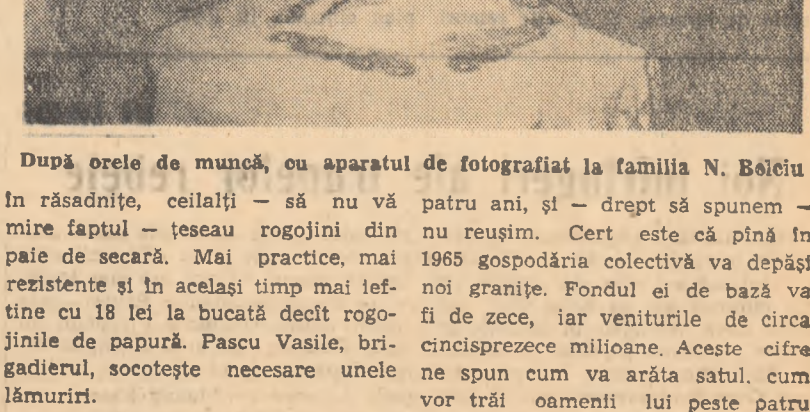 După orele de muncă, cu aparatul de fotografiat la familia N. Bolciu
în răsadnițe, ceilalți — să nu vă
mire faptul — țeseau rogojini din
paie de secară. Mai practice, mai
rezistente și în același timp mai ief-
tine cu 18 lei la bucată decît rogo-
jinile de papură. Pascu Vasile, bri-
gadierul, socotește necesare unele
lămuriri.
patru ani, și — drept să spunem —
nu reușim. Cert este că pînă în
1965 gospodăria colectivă va depăși
noi granițe. Fondul ei de bază va
fi de zece, iar veniturile de circa
cincisprezece milioane. Aceste cifre
ne spun cum va arăta satul. cum
vor trăi oamenii lui peste patru